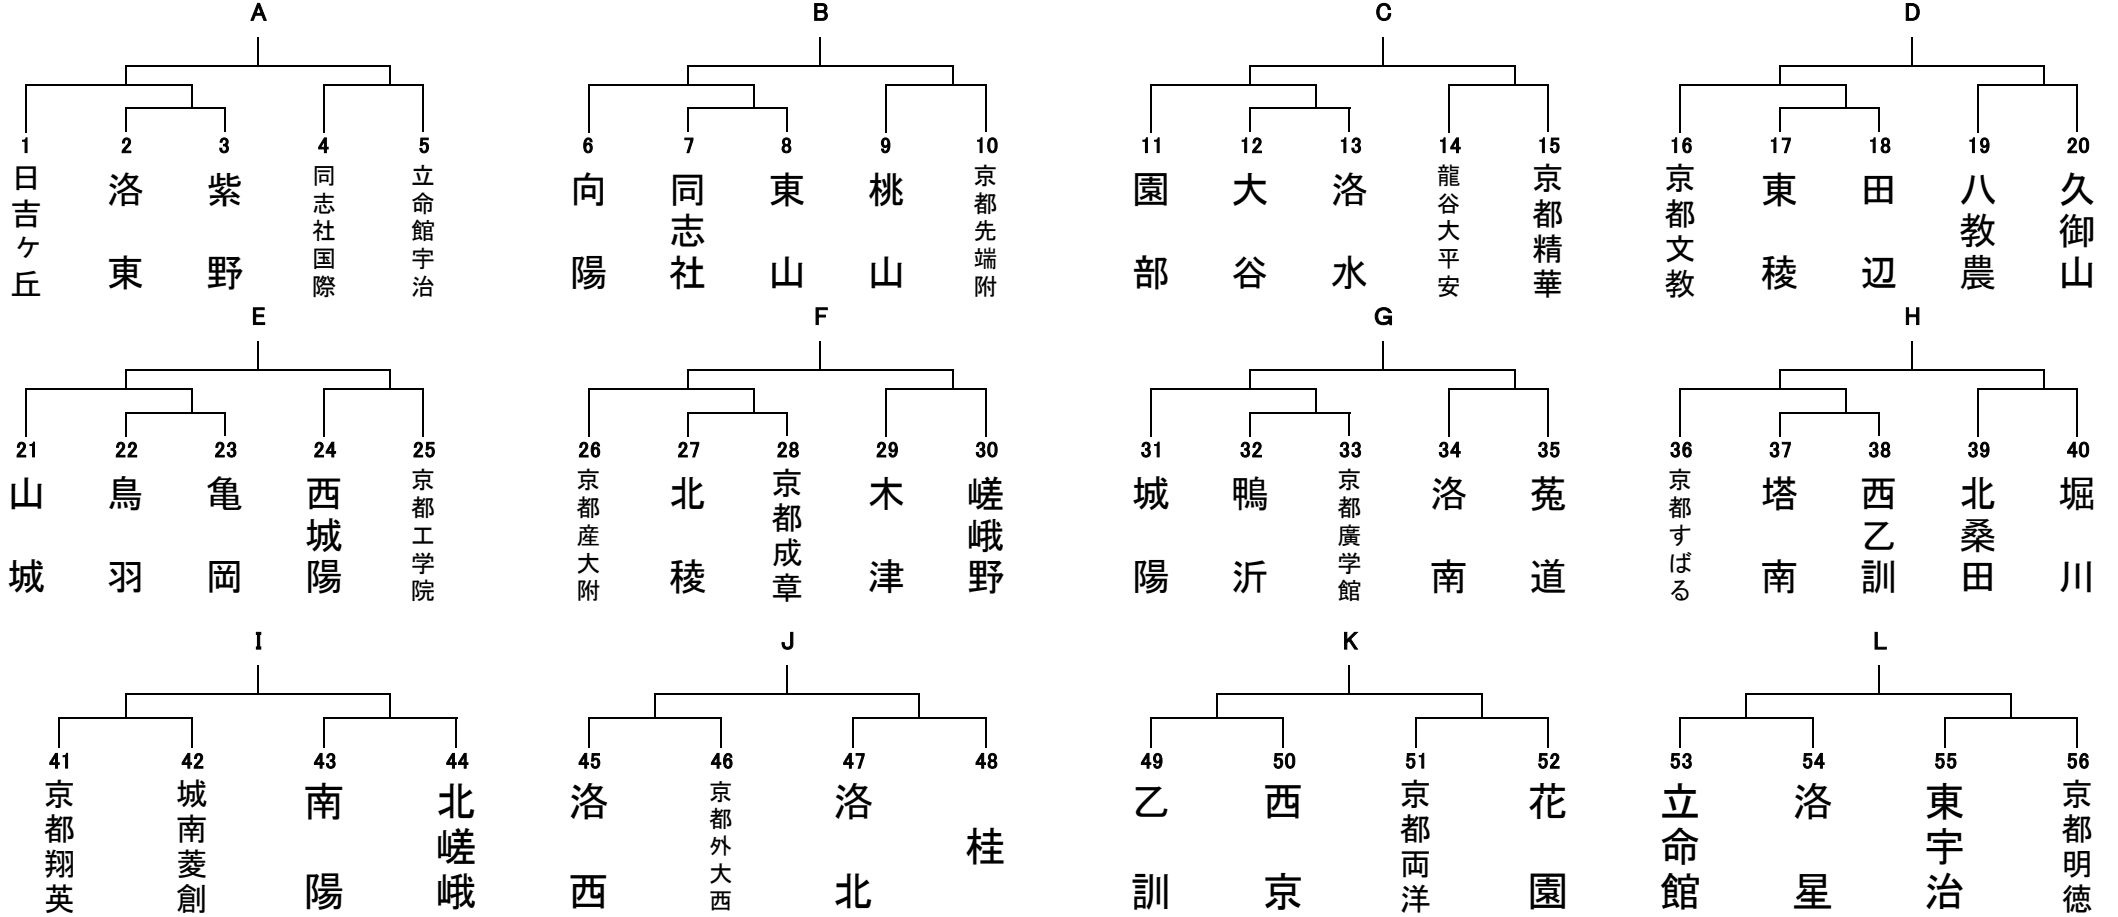 A B C D
1 2 3 4 5 6 7 8 9 10 11 12 13 14 15 16 17 18 19 20
日吉ヶ丘
洛東
紫野
同志社国際
立命館宇治
向陽
同志社
東山
桃山
京都先端附
園部
大谷
洛水
龍谷大平安
京都精華
京都文教
東稜
田辺
八教農
久御山
E F G H
21 22 23 24 25 26 27 28 29 30 31 32 33 34 35 36 37 38 39 40
山城
鳥羽
亀岡
西城陽
京都工学院
京都産大附
北稜
京都成章
木津
嵯峨野
城陽
鴨沂
京都廣学館
洛南
菟道
京都すばる
塔南
西乙訓
北桑田
堀川
I J K L
41 42 43 44 45 46 47 48 49 50 51 52 53 54 55 56
京都翔英
城南菱創
南陽
北嵯峨
洛西
京都外大西
洛北
桂
乙訓
西京
京都両洋
花園
立命館
洛星
東宇治
京都明徳